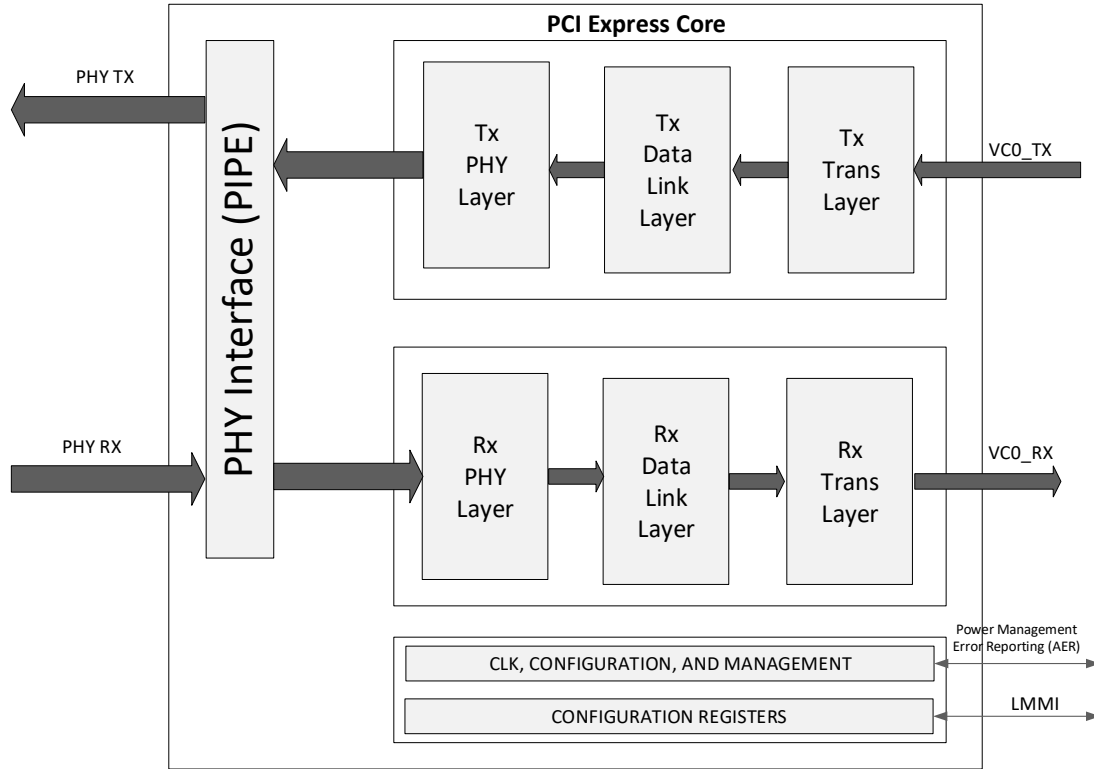 PCI Express Core
PHY TX
PHY Interface (PIPE)
Tx
PHY
Layer
Tx
Data
Link
Layer
Tx
Trans
Layer
VC0_TX
PHY RX
Rx
PHY
Layer
Rx
Data
Link
Layer
Rx
Trans
Layer
VC0_RX
CLK, CONFIGURATION, AND MANAGEMENT
Power Management
Error Reporting (AER)
CONFIGURATION REGISTERS
LMMI